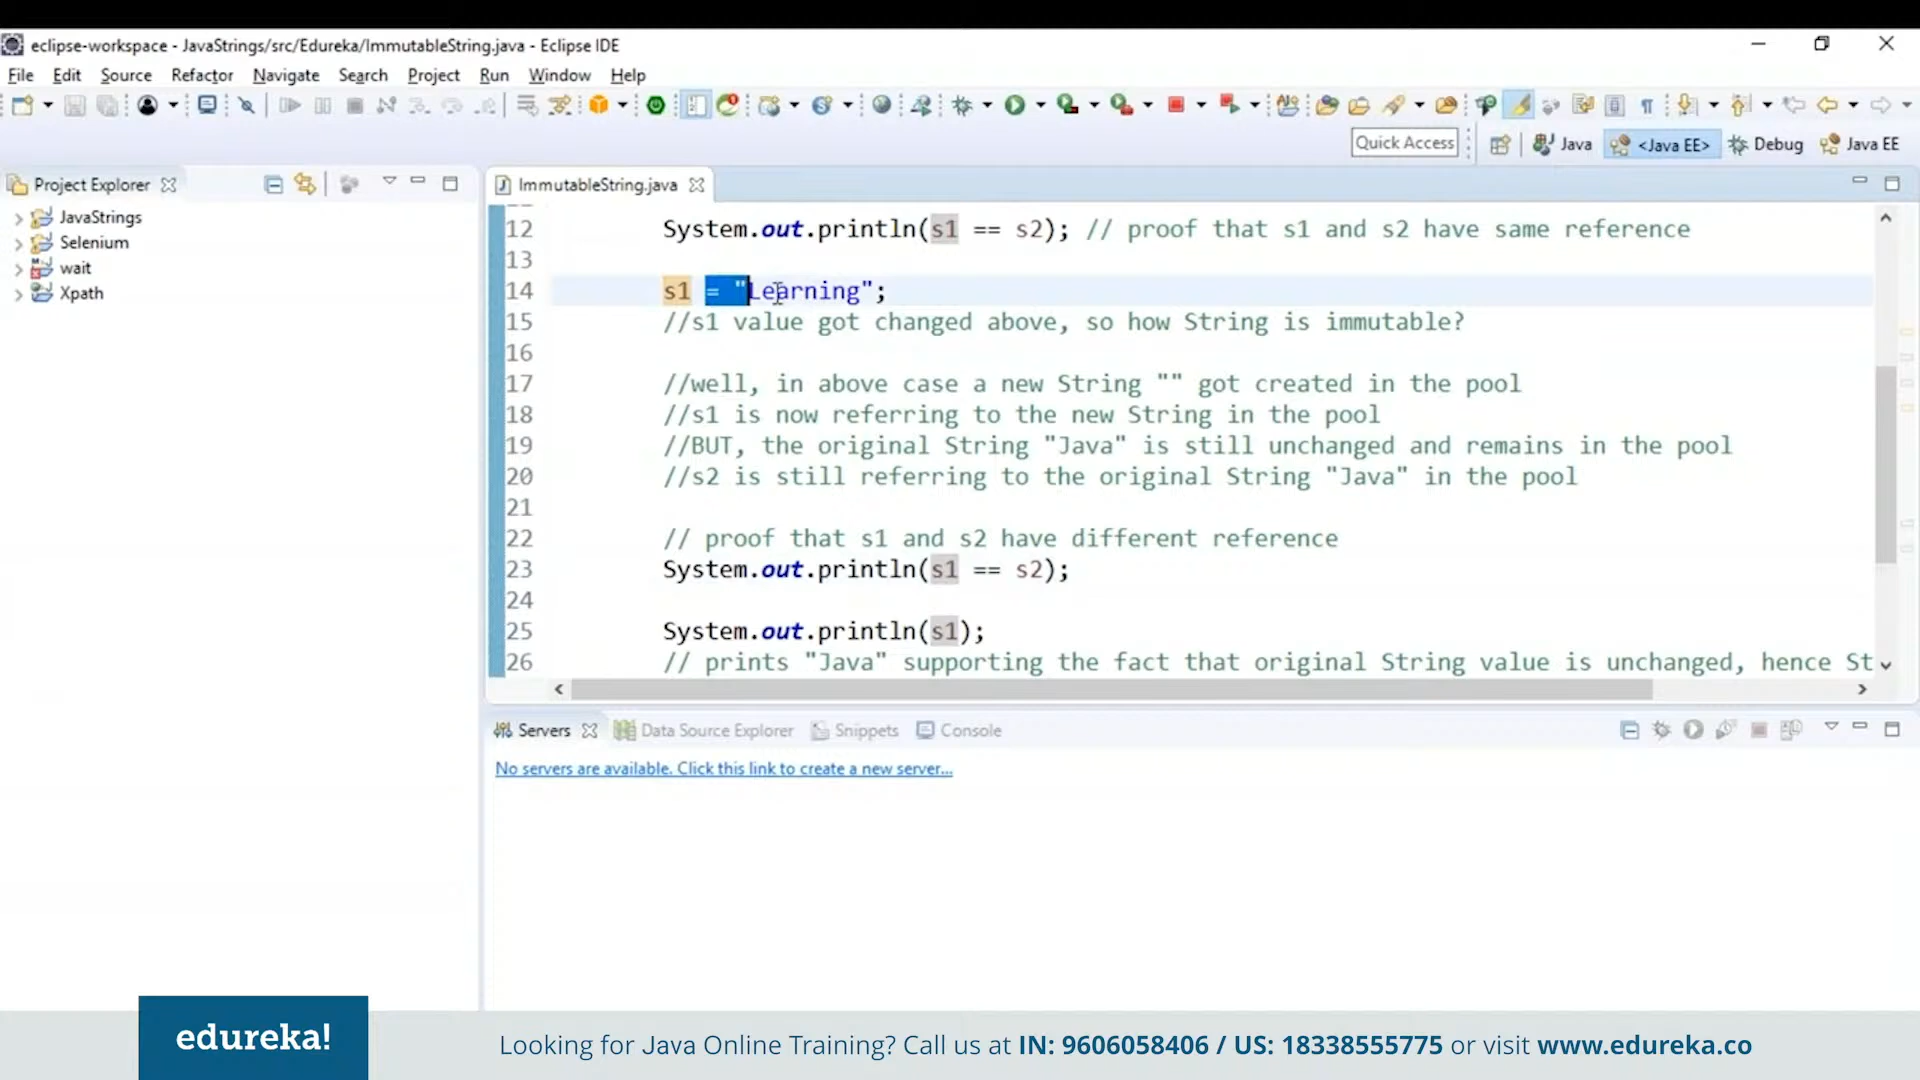 eclipse-workspace - JavaStrings/src/Edureka/ImmutableString.java - Eclipse IDE
File Edit Source Refactor Navigate Search Project Run Window Help
Quick Access Java <Java EE> Debug Java EE
Project Explorer
JavaStrings
Selenium
wait
Xpath
ImmutableString.java
12 System.out.println(s1 == s2); // proof that s1 and s2 have same reference
13
14 s1 = "Learning";
15 //s1 value got changed above, so how String is immutable?
16
17 //well, in above case a new String "" got created in the pool
18 //s1 is now referring to the new String in the pool
19 //BUT, the original String "Java" is still unchanged and remains in the pool
20 //s2 is still referring to the original String "Java" in the pool
21
22 // proof that s1 and s2 have different reference
23 System.out.println(s1 == s2);
24
25 System.out.println(s1);
26 // prints "Java" supporting the fact that original String value is unchanged, hence St
Servers Data Source Explorer Snippets Console
No servers are available. Click this link to create a new server...
edureka!
Looking for Java Online Training? Call us at IN: 9606058406 / US: 18338555775 or visit www.edureka.co